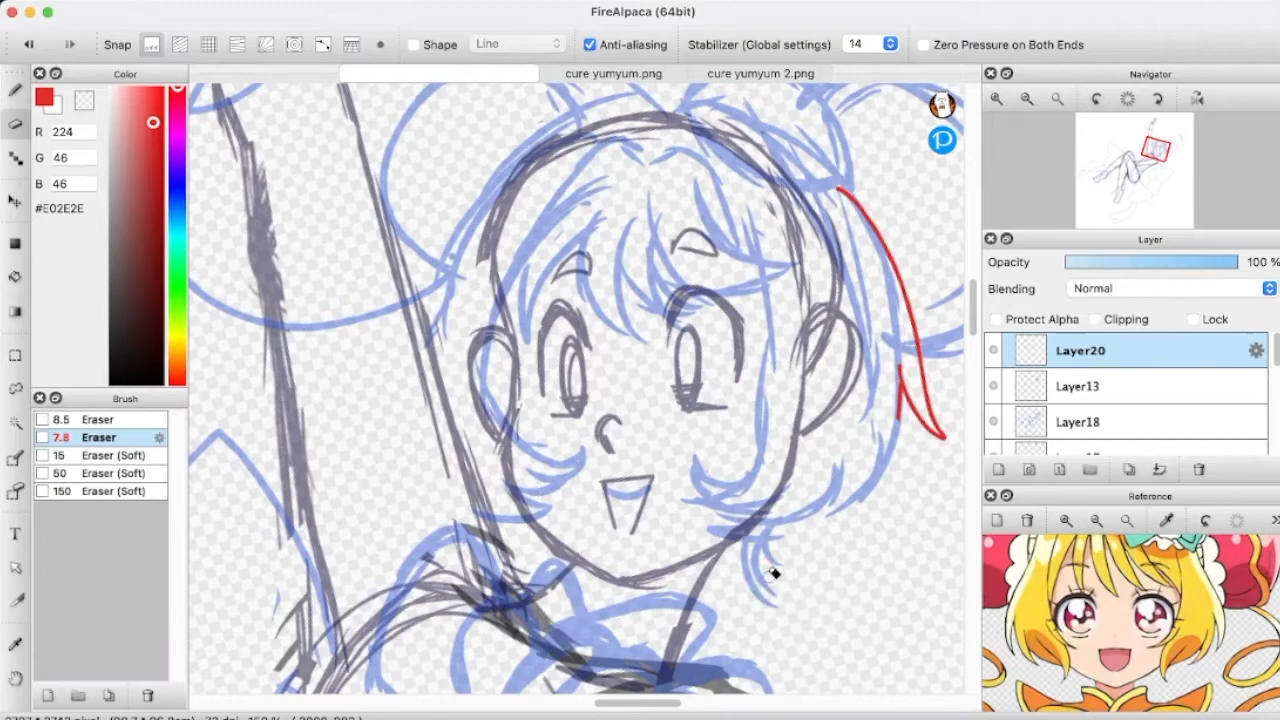 FireAlpaca (64bit)
Snap off Shape Line Anti-aliasing Stabilizer (Global settings) 14 Zero Pressure on Both Ends
Color
cure yumyum.png
cure yumyum 2.png
Navigator
R 224
G 46
B 46
#E02E2E
Layer
Opacity 100 %
Blending Normal
Protect Alpha Clipping Lock
Layer20
Layer13
Layer18
Brush
8.5 Eraser
7.8 Eraser
15 Eraser (Soft)
50 Eraser (Soft)
150 Eraser (Soft)
T
Reference